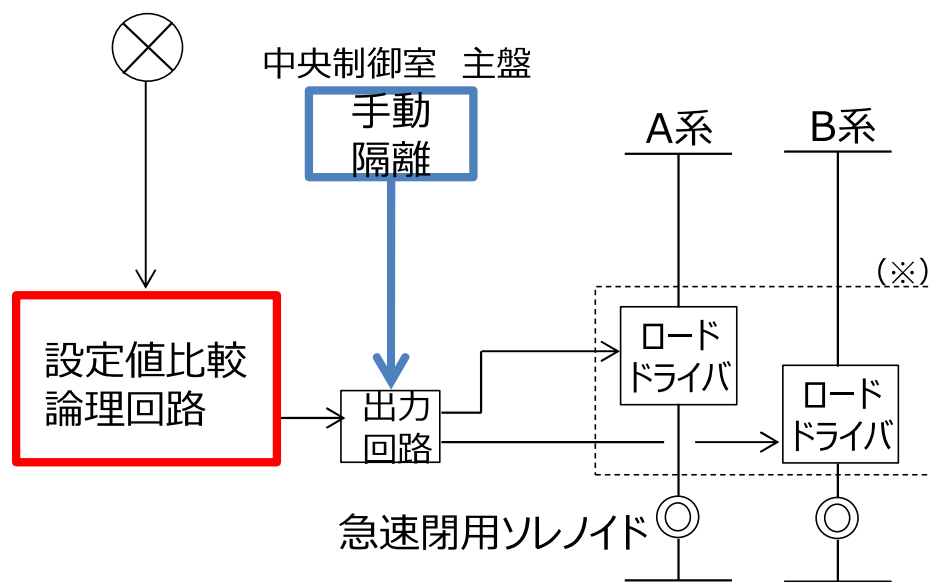 中央制御室 主盤
手動
隔離
A系
B系
(※)
設定値比較
論理回路
出力
回路
ロード
ドライバ
ロード
ドライバ
急速閉用ソレノイド